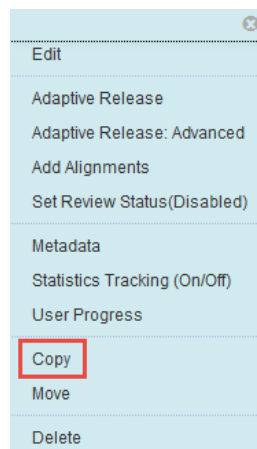 Edit
Adaptive Release
Adaptive Release: Advanced
Add Alignments
Set Review Status(Disabled)
Metadata
Statistics Tracking (On/Off)
User Progress
Copy
Move
Delete